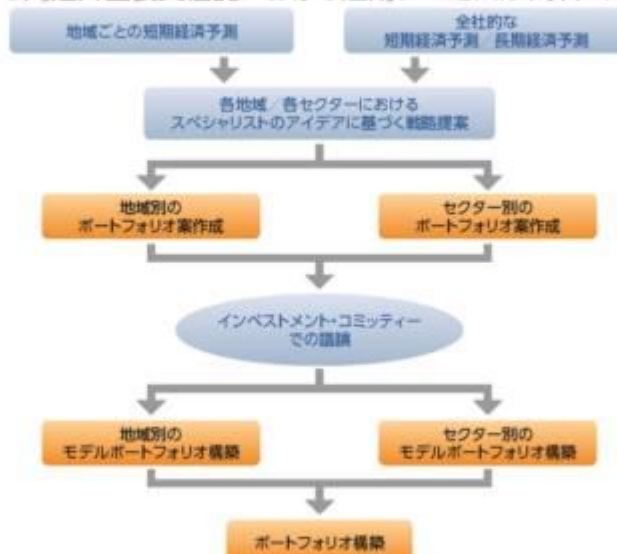 地域ごとの短期経済予測
全社的な
短期経済予測／長期経済予測
各地域／各セクターにおける
スペシャリストのアイデアに基づく戦略提案
地域別の
ポートフォリオ案作成
セクター別の
ポートフォリオ案作成
インベストメント・コミッティー
での議論
地域別の
モデルポートフォリオ構築
セクター別の
モデルポートフォリオ構築
ポートフォリオ構築